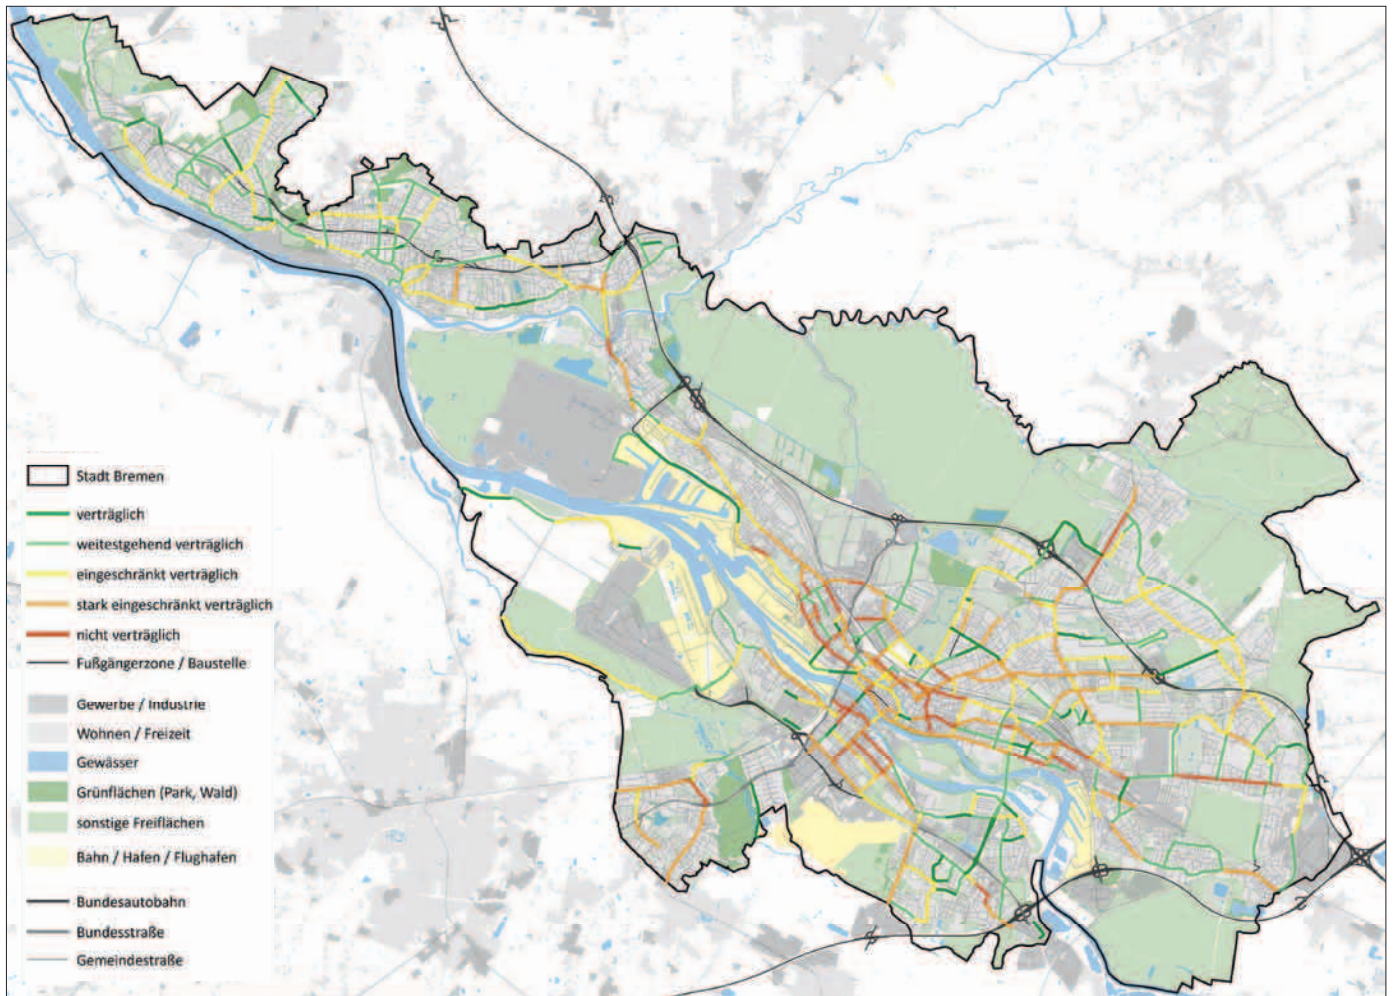 Stadt Bremen
verträglich
weitestgehend verträglich
eingeschränkt verträglich
stark eingeschränkt verträglich
nicht verträglich
Fußgängerzone / Baustelle
Gewerbe / Industrie
Wohnen / Freizeit
Gewässer
Grünflächen (Park, Wald)
sonstige Freiflächen
Bahn / Hafen / Flughafen
Bundesautobahn
Bundesstraße
Gemeindestraße